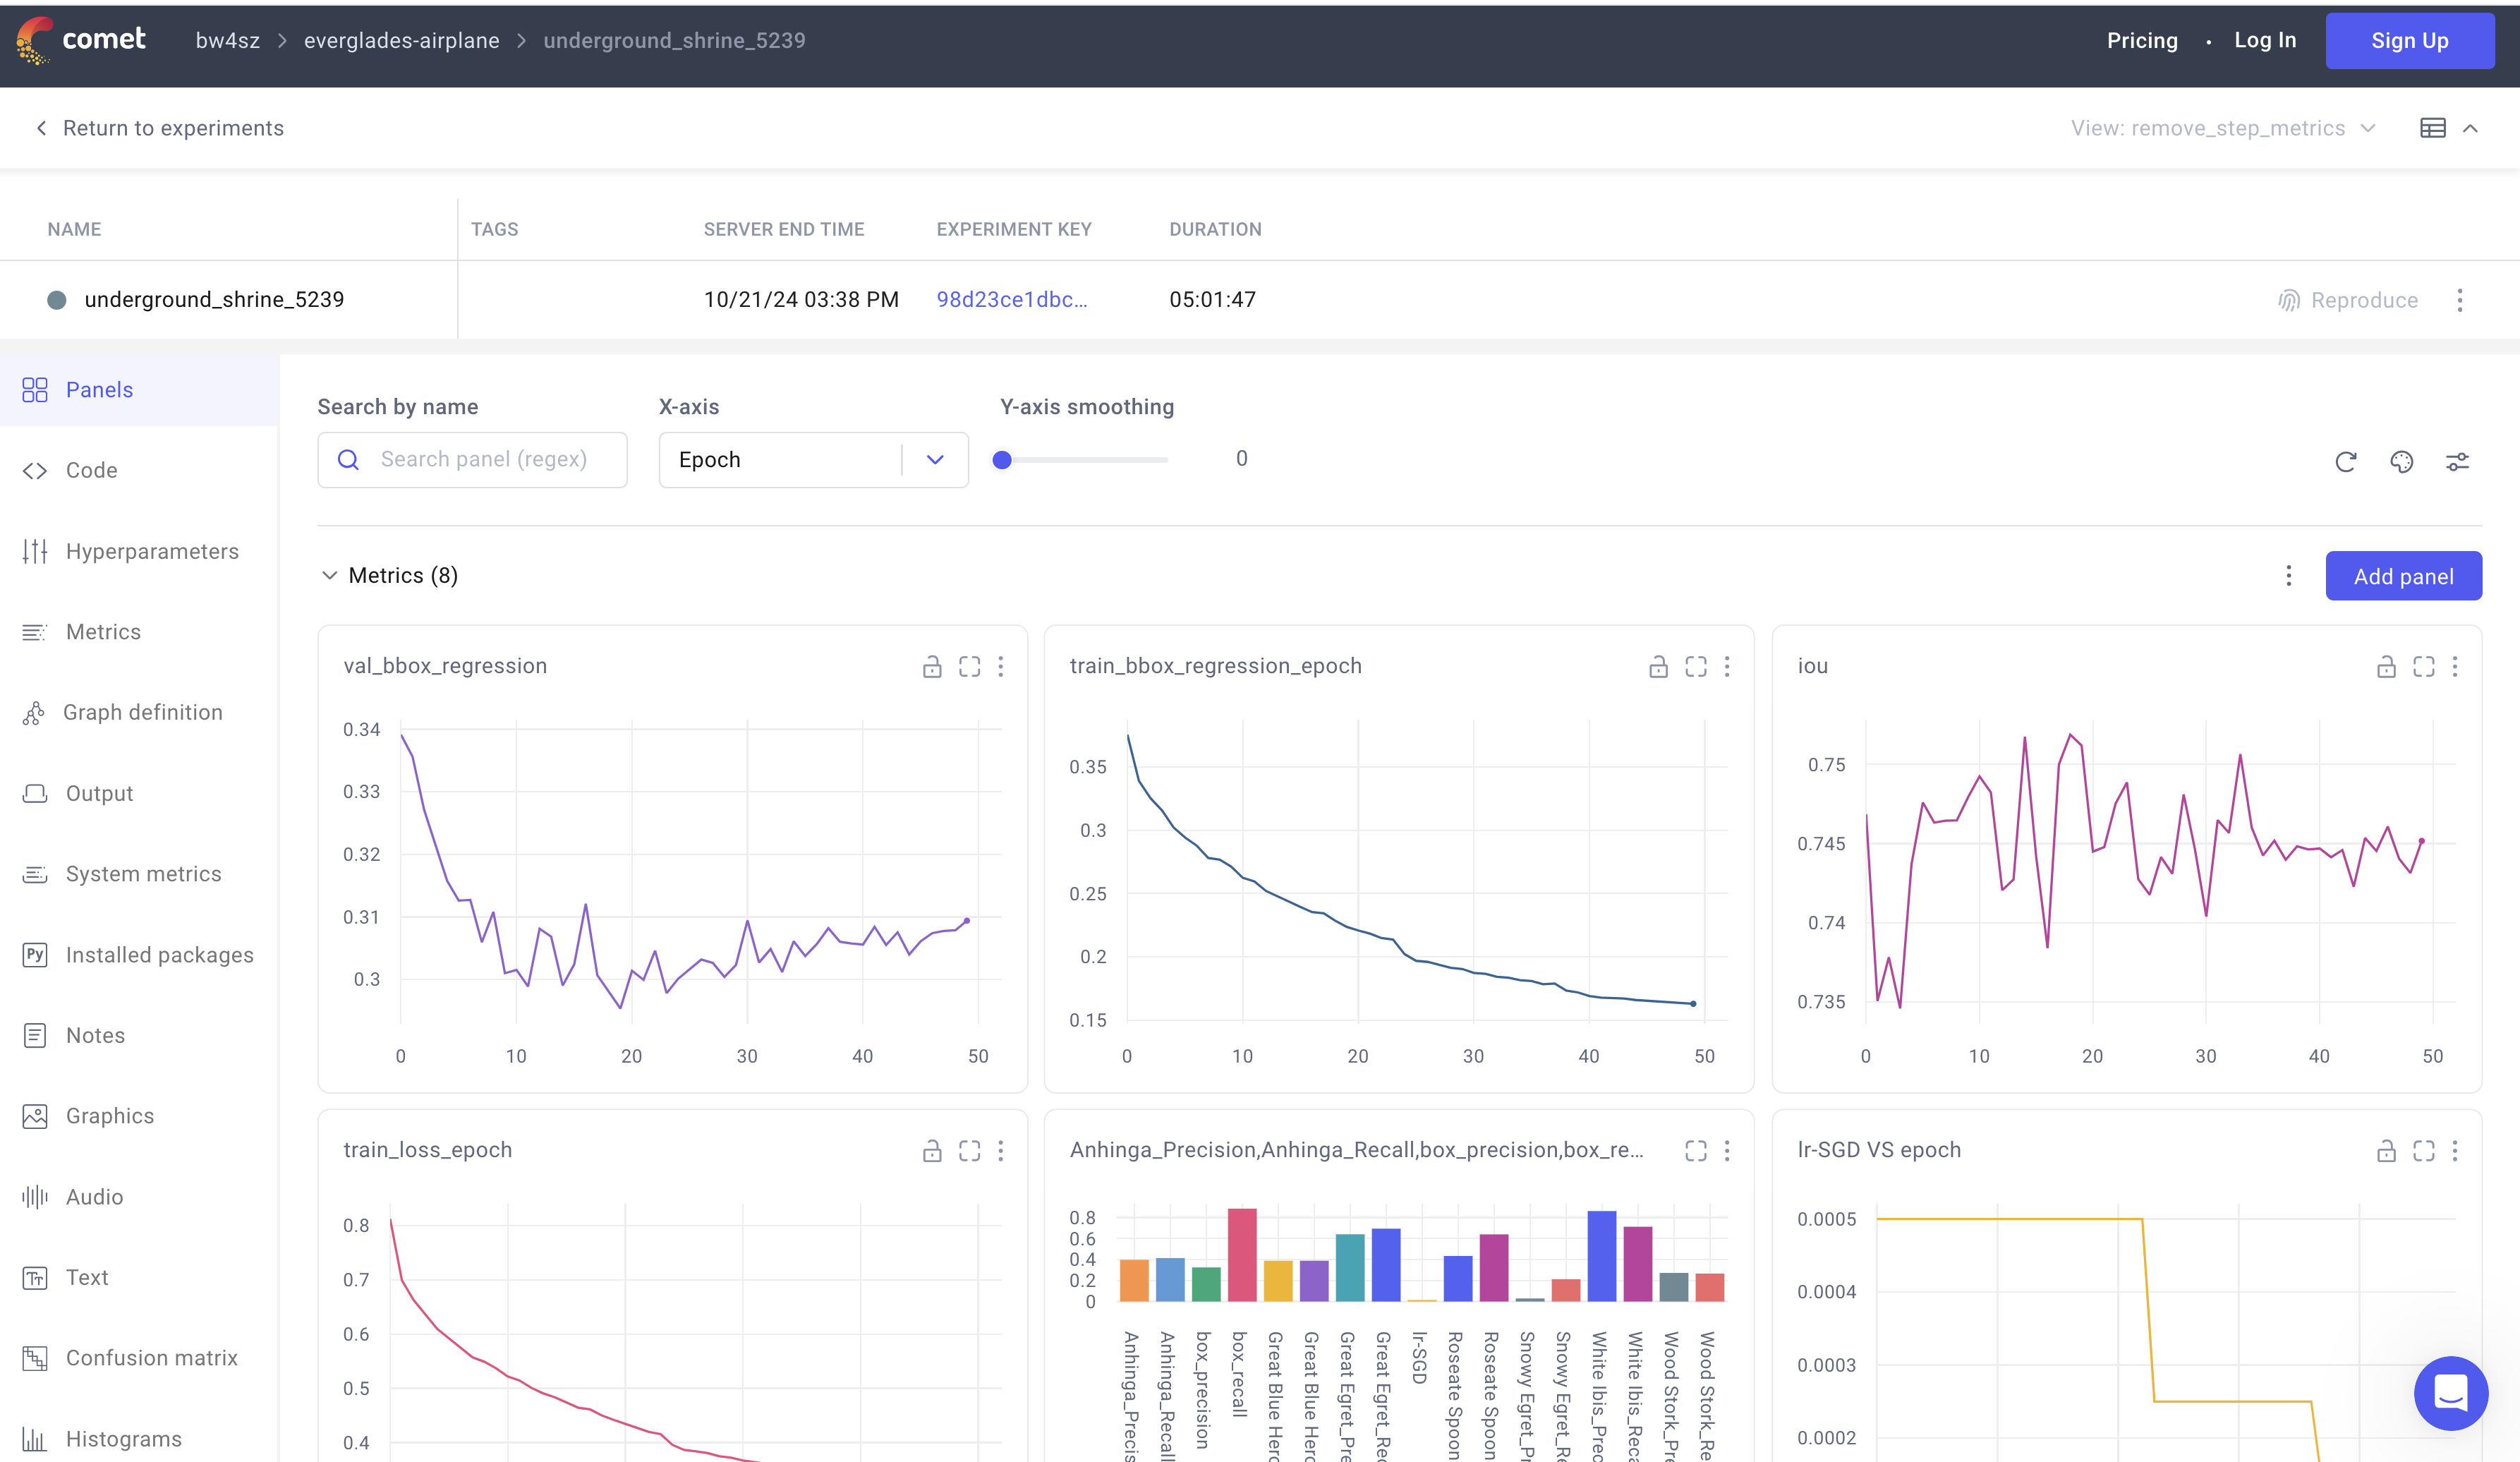 comet
bw4sz > everglades-airplane > underground_shrine_5239
Pricing • Log In
Sign Up
Return to experiments
View: remove_step_metrics
NAME TAGS SERVER END TIME EXPERIMENT KEY DURATION
underground_shrine_5239 10/21/24 03:38 PM 98d23ce1dbc... 05:01:47 Reproduce
Panels
Code
Hyperparameters
Metrics
Graph definition
Output
System metrics
Py Installed packages
Notes
Graphics
Audio
Text
Confusion matrix
Histograms
Search by name
Search panel (regex)
X-axis
Epoch
Y-axis smoothing
0
Metrics (8)
Add panel
val_bbox_regression
0.34
0.33
0.32
0.31
0.3
0 10 20 30 40 50
train_bbox_regression_epoch
0.35
0.3
0.25
0.2
0.15
0 10 20 30 40 50
iou
0.75
0.745
0.74
0.735
0 10 20 30 40 50
train_loss_epoch
0.8
0.7
0.6
0.5
0.4
Anhinga_Precision,Anhinga_Recall,box_precision,box_re...
0.8
0.6
0.4
0.2
0
Anhinga_Precis
Anhinga_Recall
box_precision
box_recall
Great Blue Hero
Great Blue Hero
Great Egret_Pre
Great Egret_Rec
lr-SGD
Roseate Spoon
Roseate Spoon
Snowy Egret_Pr
Snowy Egret_Re
White Ibis_Prec
White Ibis_Reca
Wood Stork_Pre
Wood Stork_Re
lr-SGD VS epoch
0.0005
0.0004
0.0003
0.0002